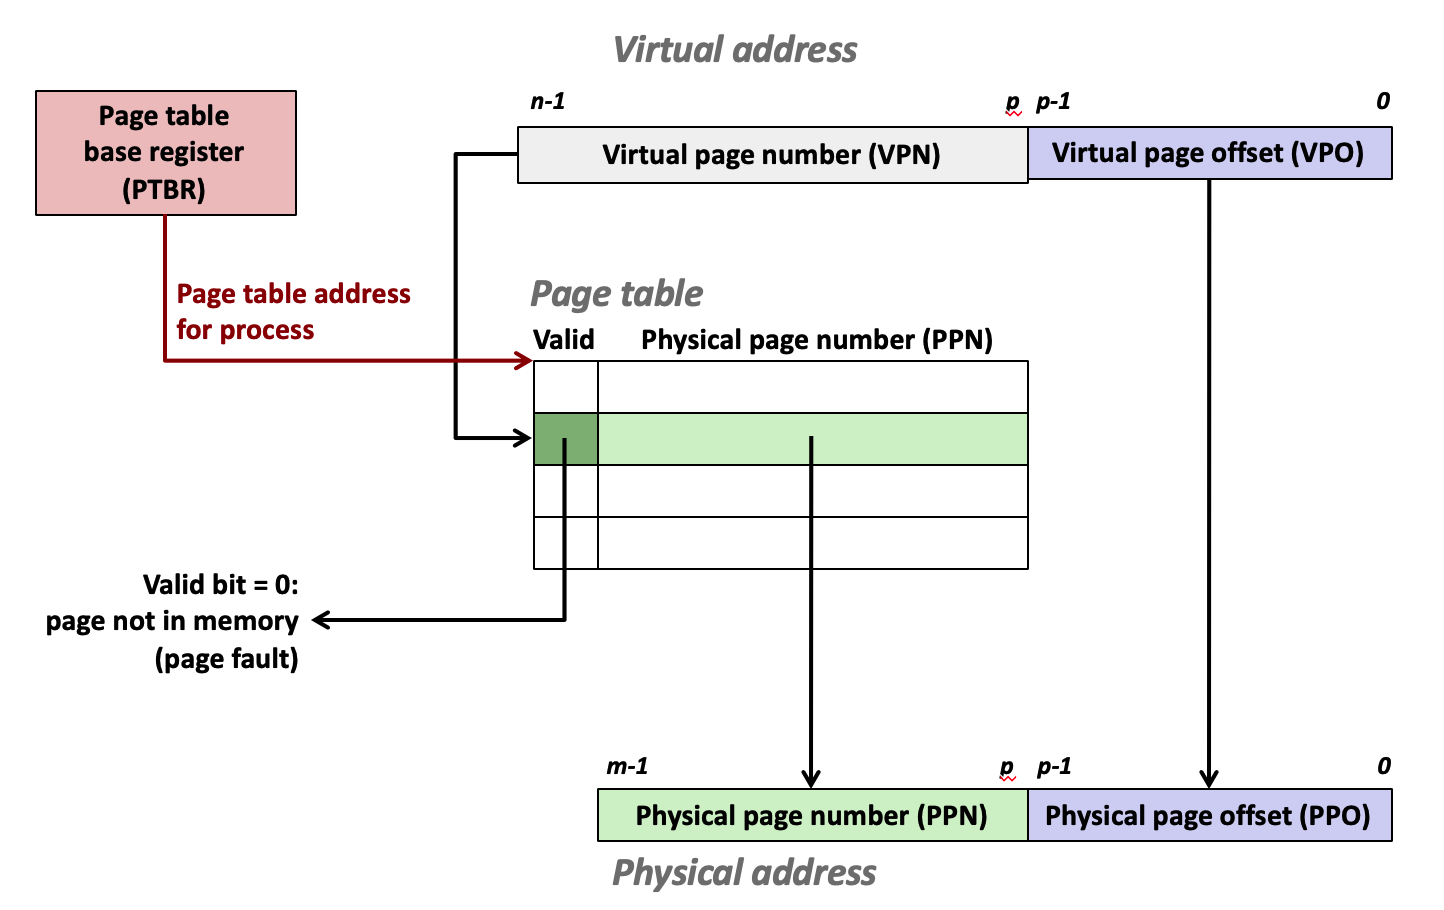 Virtual address
n-1 p p-1 0
Page table
base register
(PTBR)
Virtual page number (VPN) Virtual page offset (VPO)
Page table address
for process
Page table
Valid Physical page number (PPN)
Valid bit = 0:
page not in memory
(page fault)
m-1 p p-1 0
Physical page number (PPN) Physical page offset (PPO)
Physical address